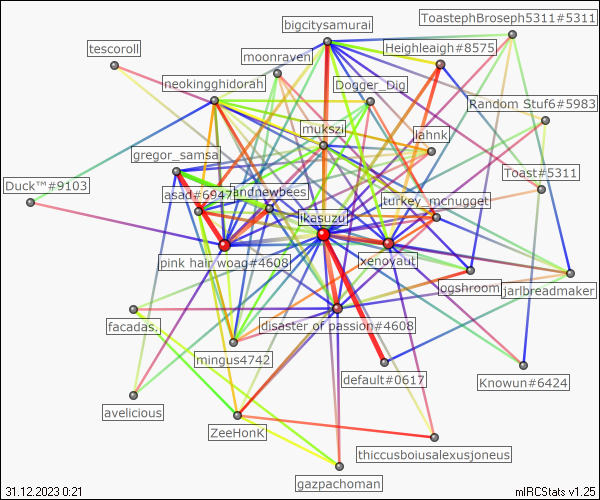 ToastephBroseph5311#5311
bigcitysamurai
tescoroll
Heighleigh#8575
moonraven
neokingghidorah
Dogger_Dig
Random Stuf6#5983
mukszi
lahnk
gregor_samsa
Toast#5311
Duck™#9103
asad#6947
andnewbees
turkey_mcnugget
ikasuzu
pink hair woag#4608
xenoyaut
ogshroom
jarlbreadmaker
facadas.
disaster of passion#4608
mingus4742
default#0617
Knowun#6424
avelicious
ZeeHonK
thiccusboiusalexusjoneus
gazpachoman
31.12.2023 0:21
mIRCStats v1.25